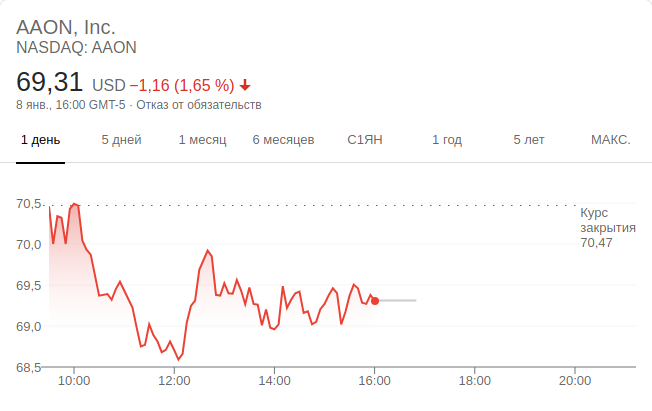 AAON, Inc.
NASDAQ: AAON
69,31 USD −1,16 (1,65 %)
8 янв., 16:00 GMT-5 · Отказ от обязательств
1 день 5 дней 1 месяц 6 месяцев С1ЯН 1 год 5 лет МАКС.
70,5
Курс
закрытия
70,47
70,0
69,5
69,0
68,5
10:00 12:00 14:00 16:00 18:00 20:00